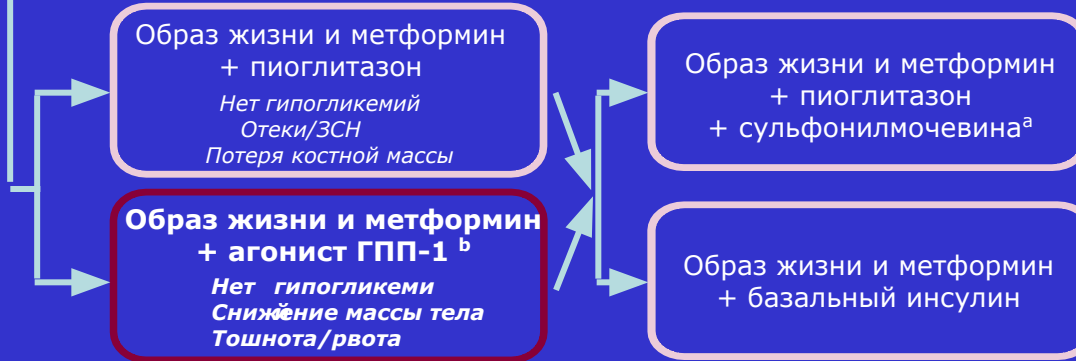 Образ жизни и метформин
+ пиоглитазон
Нет гипогликемий
Отеки/ЗСН
Потеря костной массы
Образ жизни и метформин
+ агонист ГПП-1 b
Нет гипогликеми
Снижение массы тела
Тошнота/рвота
Образ жизни и метформин
+ пиоглитазон
+ сульфонилмочевинаa
Образ жизни и метформин
+ базальный инсулин